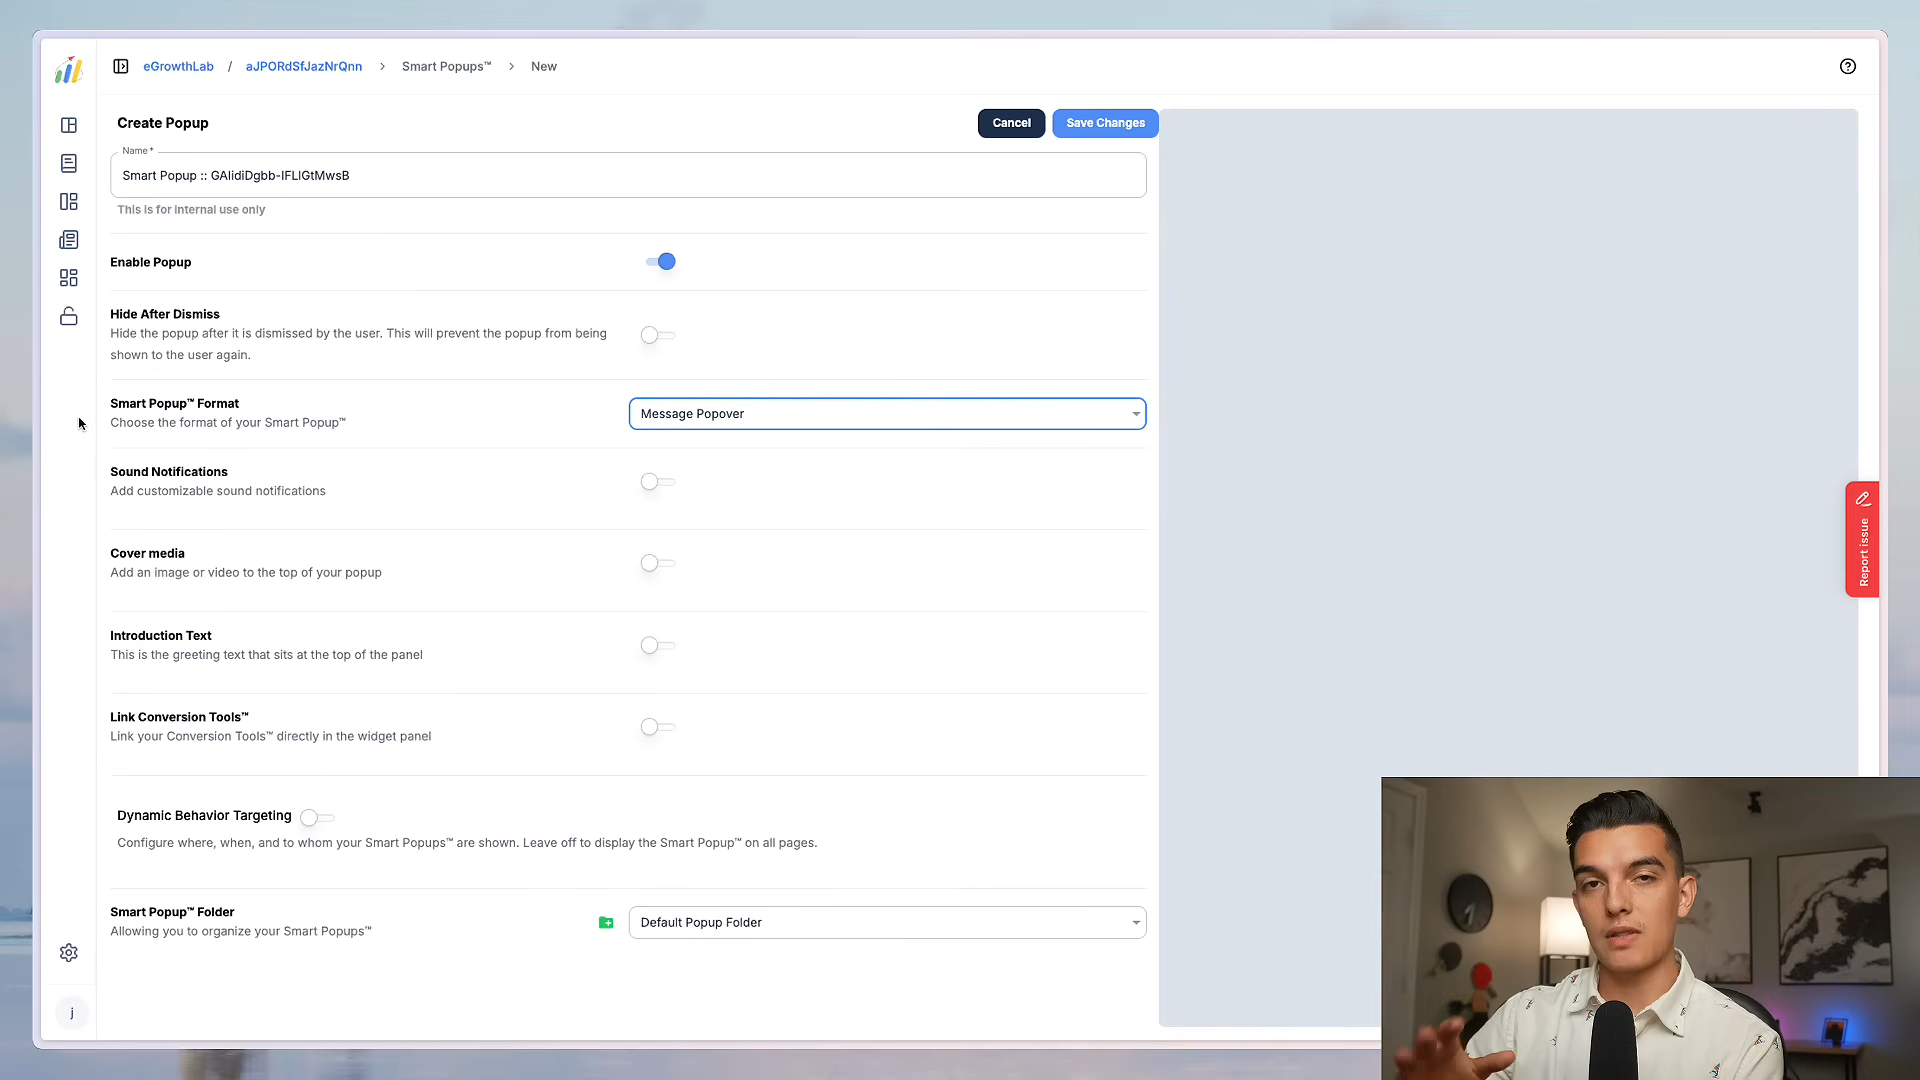 eGrowthLab / aJPORdSfJazNrQnn > Smart Popups™ > New
Create Popup
Cancel
Save Changes
Name*
Smart Popup :: GAlidiDgbb-IFLlGtMwsB
This is for internal use only
Enable Popup
Hide After Dismiss
Hide the popup after it is dismissed by the user. This will prevent the popup from being
shown to the user again.
Smart Popup™ Format
Choose the format of your Smart Popup™
Message Popover
Sound Notifications
Add customizable sound notifications
Cover media
Add an image or video to the top of your popup
Introduction Text
This is the greeting text that sits at the top of the panel
Link Conversion Tools™
Link your Conversion Tools™ directly in the widget panel
Dynamic Behavior Targeting
Configure where, when, and to whom your Smart Popups™ are shown. Leave off to display the Smart Popup™ on all pages.
Smart Popup™ Folder
Allowing you to organize your Smart Popups™
Default Popup Folder
Report issue
j